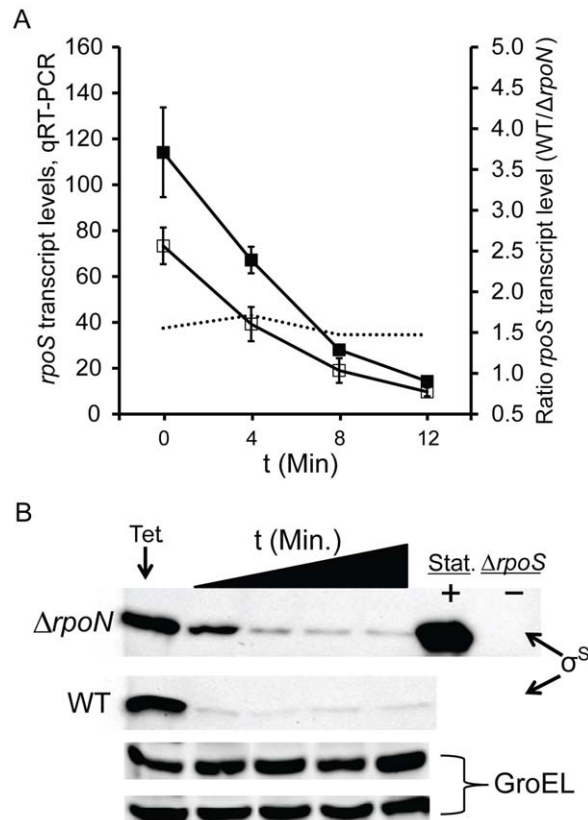 A
rpoS transcript levels, qRT-PCR
160
140
120
100
80
60
40
20
0
5.0
4.5
4.0
3.5
3.0
2.5
2.0
1.5
1.0
0.5
Ratio rpoS transcript level (WT/ΔrpoN)
0 4 8 12
t (Min)
B
Tet
t (Min.)
Stat. ΔrpoS
+ −
ΔrpoN
σS
WT
GroEL